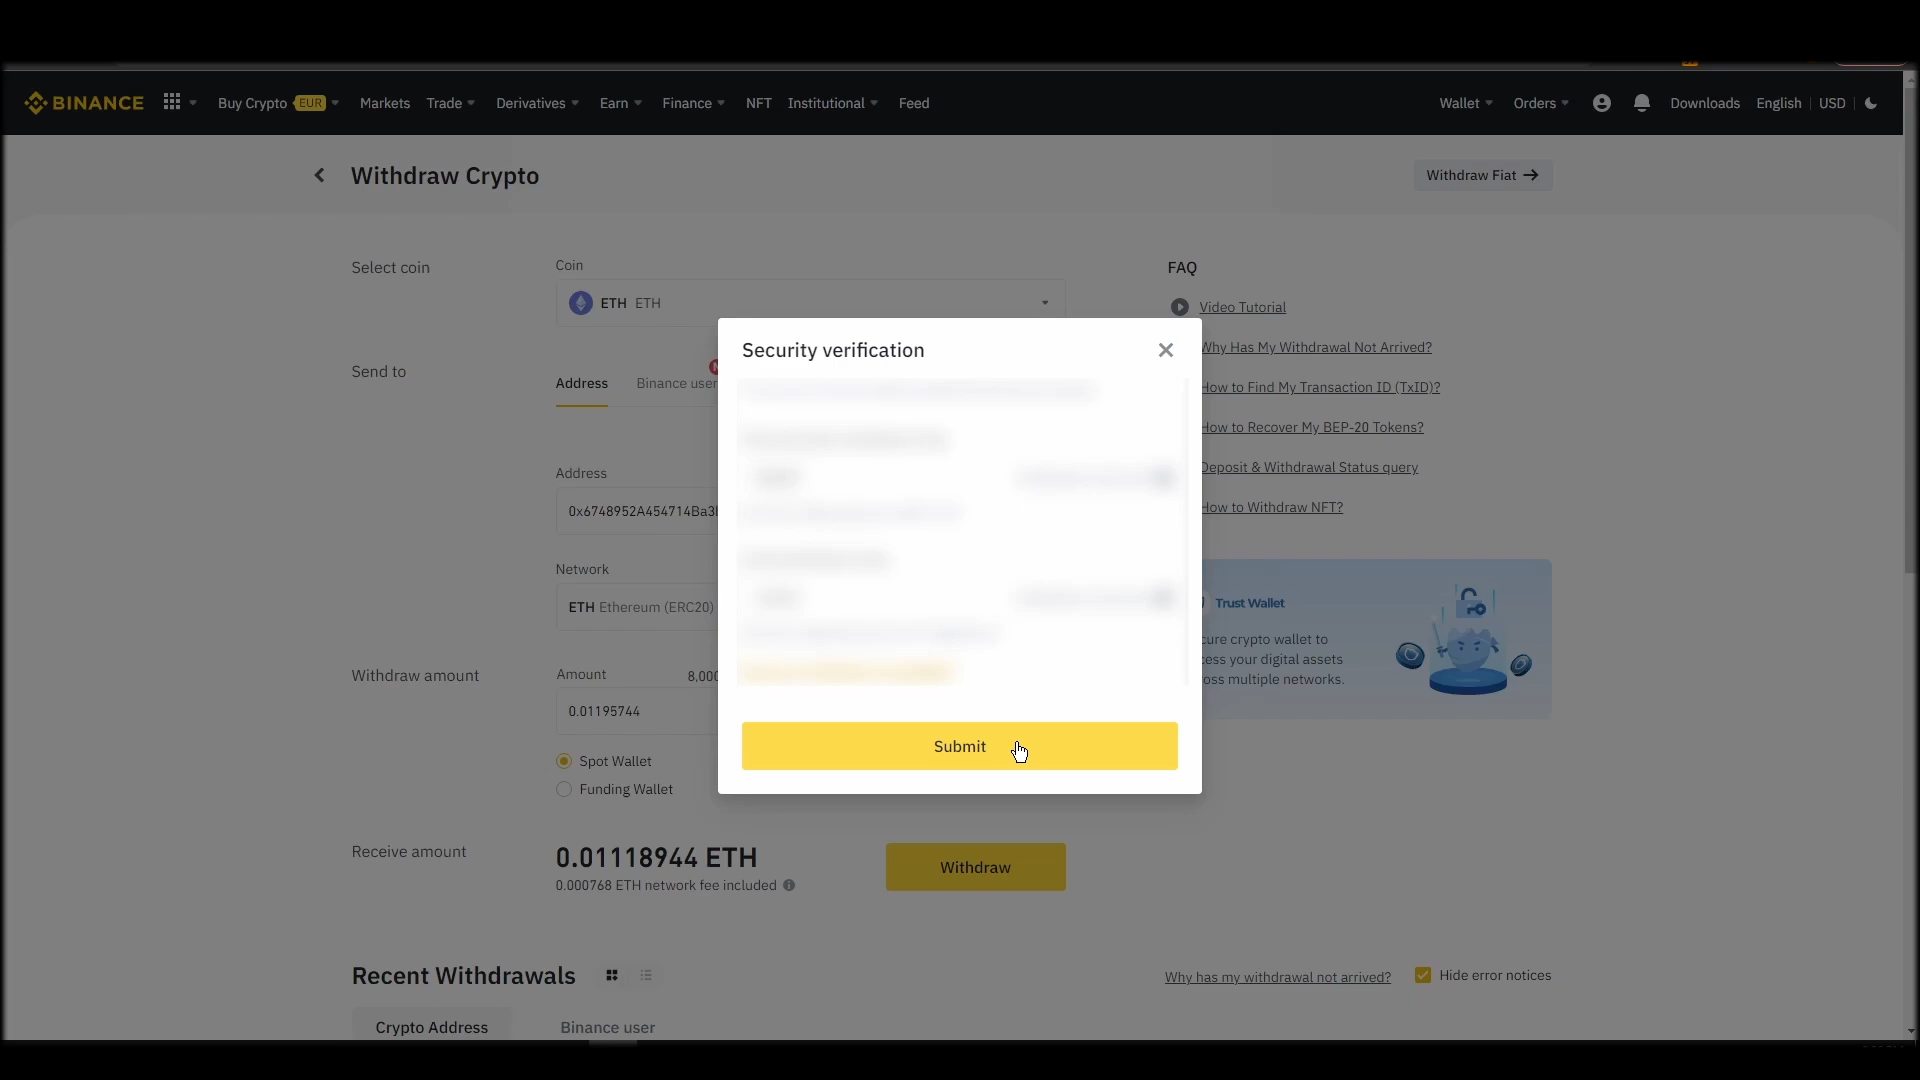 BINANCE Buy Crypto EUR Markets Trade Derivatives Earn Finance NFT Institutional Feed Wallet Orders Downloads English USD
Withdraw Crypto
Withdraw Fiat
Select coin
Coin
ETH ETH
Send to
Address Binance user
Address
0x6748952A454714Ba3
Network
ETH Ethereum (ERC20)
Withdraw amount
Amount 8,000
0.01195744
Spot Wallet
Funding Wallet
Receive amount
0.01118944 ETH
0.000768 ETH network fee included
Withdraw
Security verification
Submit
FAQ
Video Tutorial
Why Has My Withdrawal Not Arrived?
How to Find My Transaction ID (TxID)?
How to Recover My BEP-20 Tokens?
Deposit & Withdrawal Status query
How to Withdraw NFT?
Trust Wallet
crypto wallet to
your digital assets
multiple networks.
Recent Withdrawals
Why has my withdrawal not arrived? Hide error notices
Crypto Address Binance user